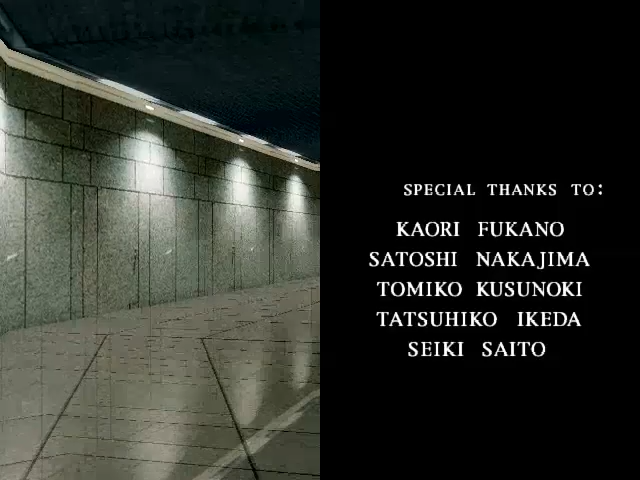 SPECIAL THANKS TO:
KAORI FUKANO
SATOSHI NAKAJIMA
TOMIKO KUSUNOKI
TATSUHIKO IKEDA
SEIKI SAITO